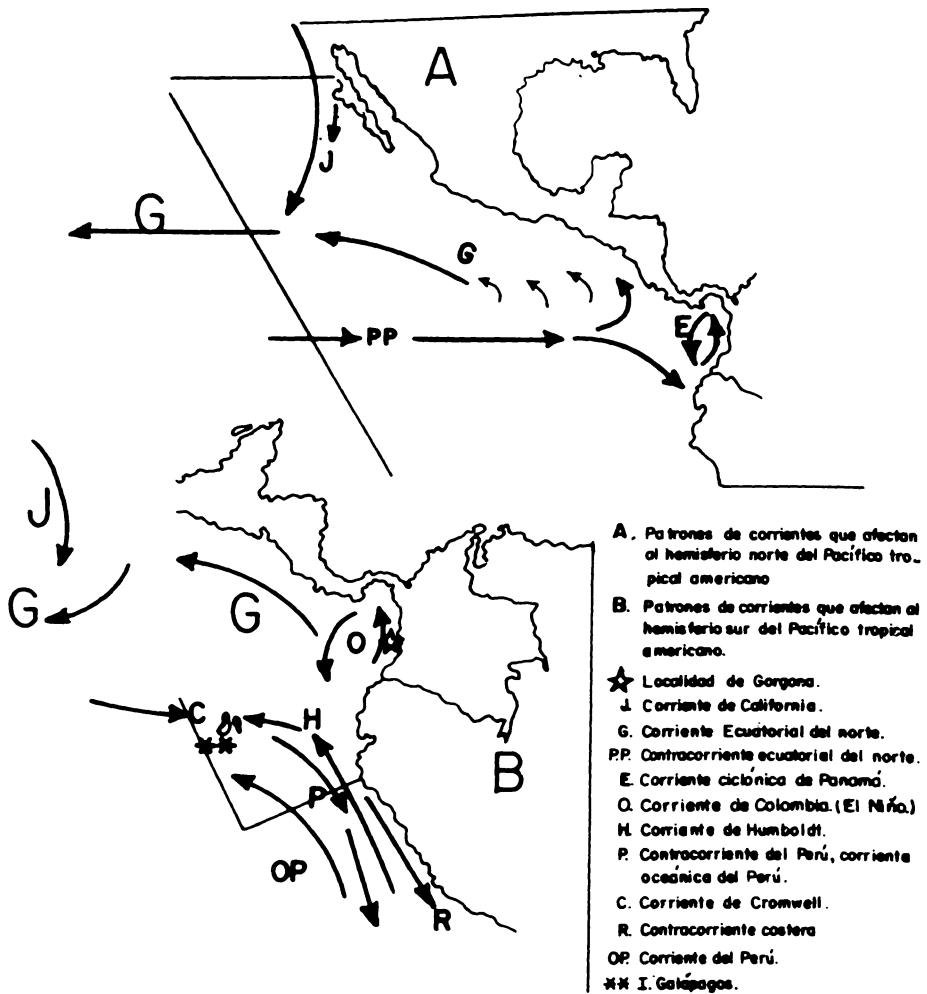 A
J
G
G
PP
E
J
G
G
O
C
H
B
P
OP
R
A. Patrones de corrientes que afectan
al hemisferio norte del Pacífico tro-
pical americano
B. Patrones de corrientes que afectan al
hemisferio sur del Pacífico tropical
americano.
☆ Localidad de Gorgona.
J. Corriente de California.
G. Corriente Ecuatorial del norte.
P.P. Contracorriente ecuatorial del norte.
E. Corriente ciclónica de Panamá.
O. Corriente de Colombia. (El Niño.)
H. Corriente de Humboldt.
P. Contracorriente del Perú, corriente
oceánica del Perú.
C. Corriente de Cromwell.
R. Contracorriente costera
OP. Corriente del Perú.
** I. Galápagos.